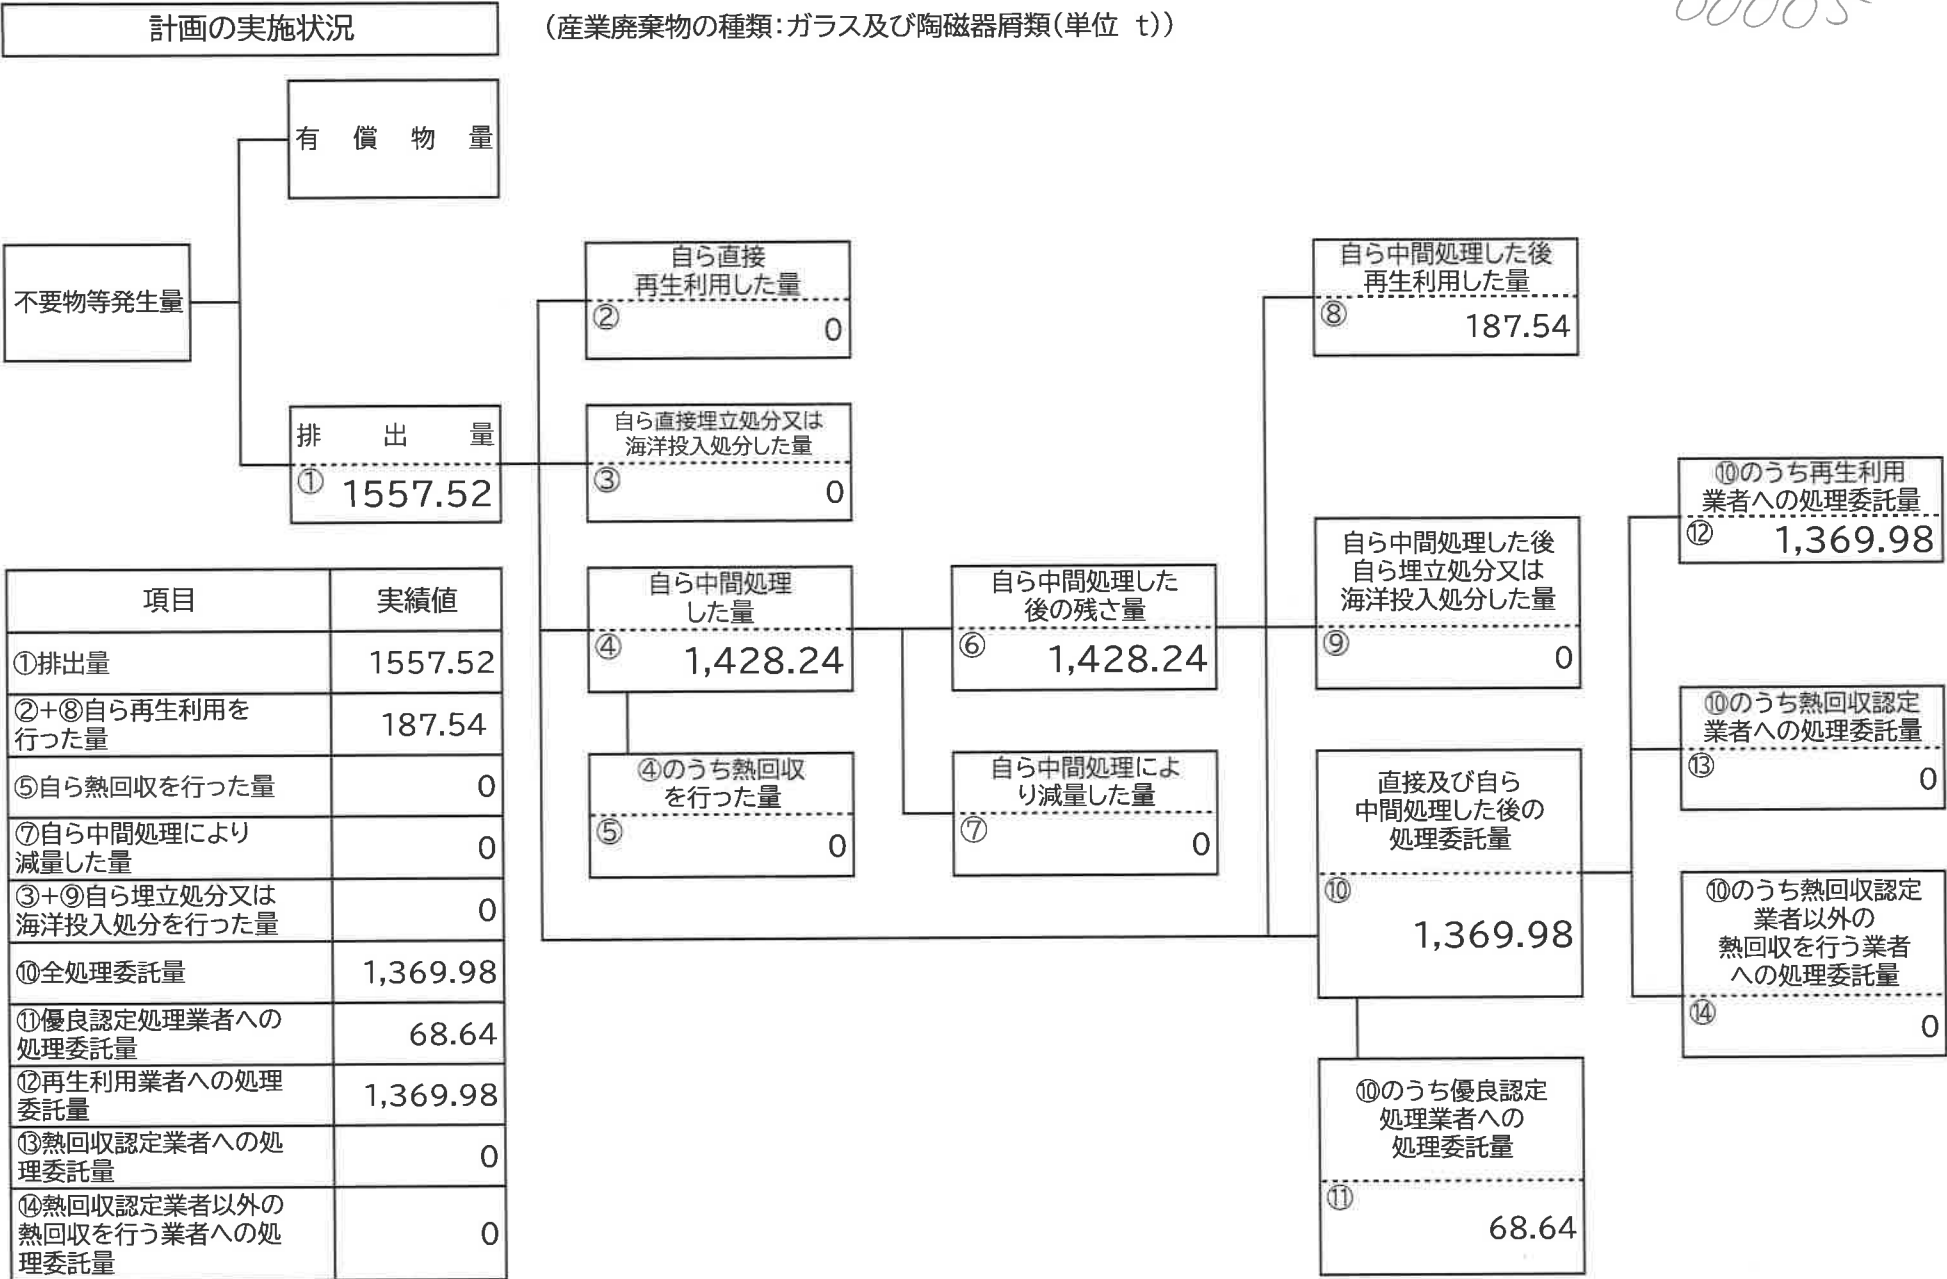 計画の実施状況
(産業廃棄物の種類:ガラス及び陶磁器屑類(単位 t))
00005
有償物量
不要物等発生量
排出量
① 1557.52
自ら直接
再生利用した量
② 0
自ら直接埋立処分又は
海洋投入処分した量
③ 0
自ら中間処理
した量
④ 1,428.24
④のうち熱回収
を行った量
⑤ 0
自ら中間処理した
後の残さ量
⑥ 1,428.24
自ら中間処理によ
り減量した量
⑦ 0
自ら中間処理した後
再生利用した量
⑧ 187.54
自ら中間処理した後
自ら埋立処分又は
海洋投入処分した量
⑨ 0
直接及び自ら
中間処理した後の
処理委託量
⑩
1,369.98
⑩のうち優良認定
処理業者への
処理委託量
⑪
68.64
⑩のうち再生利用
業者への処理委託量
⑫ 1,369.98
⑩のうち熱回収認定
業者への処理委託量
⑬ 0
⑩のうち熱回収認定
業者以外の
熱回収を行う業者
への処理委託量
⑭ 0
項目 実績値
①排出量 1557.52
②+⑧自ら再生利用を
行った量 187.54
⑤自ら熱回収を行った量 0
⑦自ら中間処理により
減量した量 0
③+⑨自ら埋立処分又は
海洋投入処分を行った量 0
⑩全処理委託量 1,369.98
⑪優良認定処理業者への
処理委託量 68.64
⑫再生利用業者への処理
委託量 1,369.98
⑬熱回収認定業者への処
理委託量 0
⑭熱回収認定業者以外の
熱回収を行う業者への処
理委託量 0